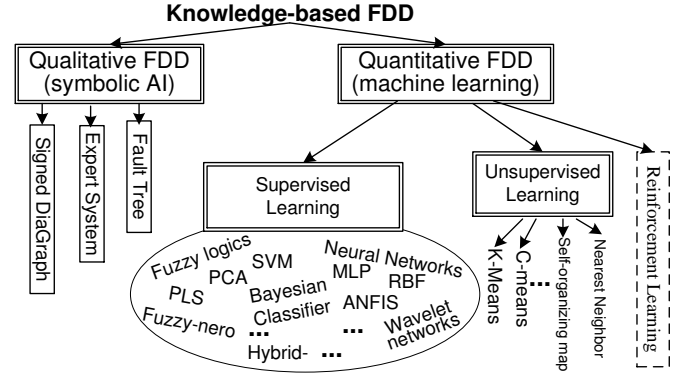 Knowledge-based FDD
Qualitative FDD
(symbolic AI)
Quantitative FDD
(machine learning)
Signed DiaGraph
Expert System
Fault Tree
Supervised
Learning
Unsupervised
Learning
Reinforcement Learning
Fuzzy logics
SVM
Neural Networks
PCA
MLP
RBF
PLS
Bayesian
Classifier
ANFIS
Fuzzy-nero
...
...
Wavelet
networks
Hybrid-
...
K-Means
C-means
...
Self-organizing map
Nearest Neighbor